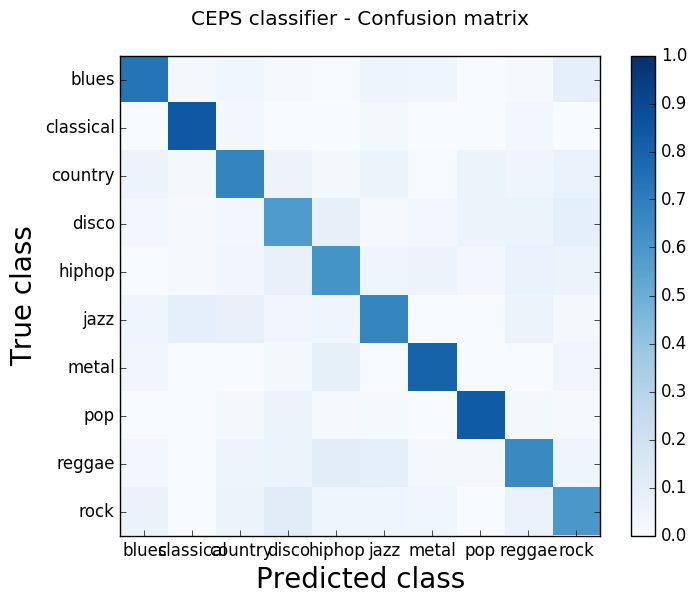 CEPS classifier - Confusion matrix
True class
blues
classical
country
disco
hiphop
jazz
metal
pop
reggae
rock
blues classical country disco hiphop jazz metal pop reggae rock
Predicted class
1.0
0.9
0.8
0.7
0.6
0.5
0.4
0.3
0.2
0.1
0.0